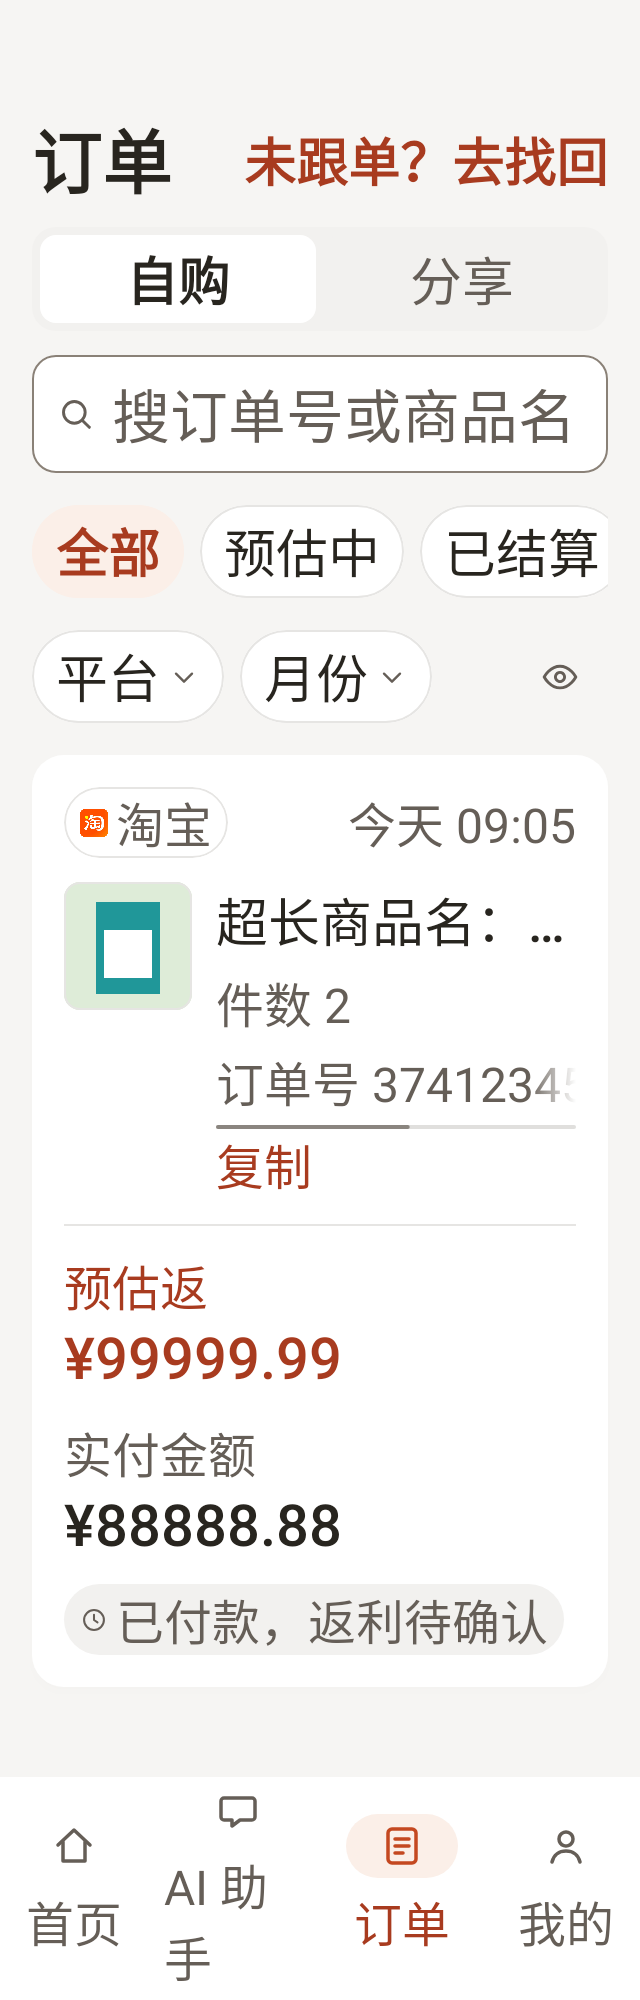 订单
未跟单？去找回
自购
分享
搜订单号或商品名
全部
预估中
已结算
平台
月份
淘
淘宝
今天 09:05
超长商品名：...
件数 2
订单号 3741234
复制
预估返
¥99999.99
实付金额
¥88888.88
已付款，返利待确认
首页
AI 助
手
订单
我的